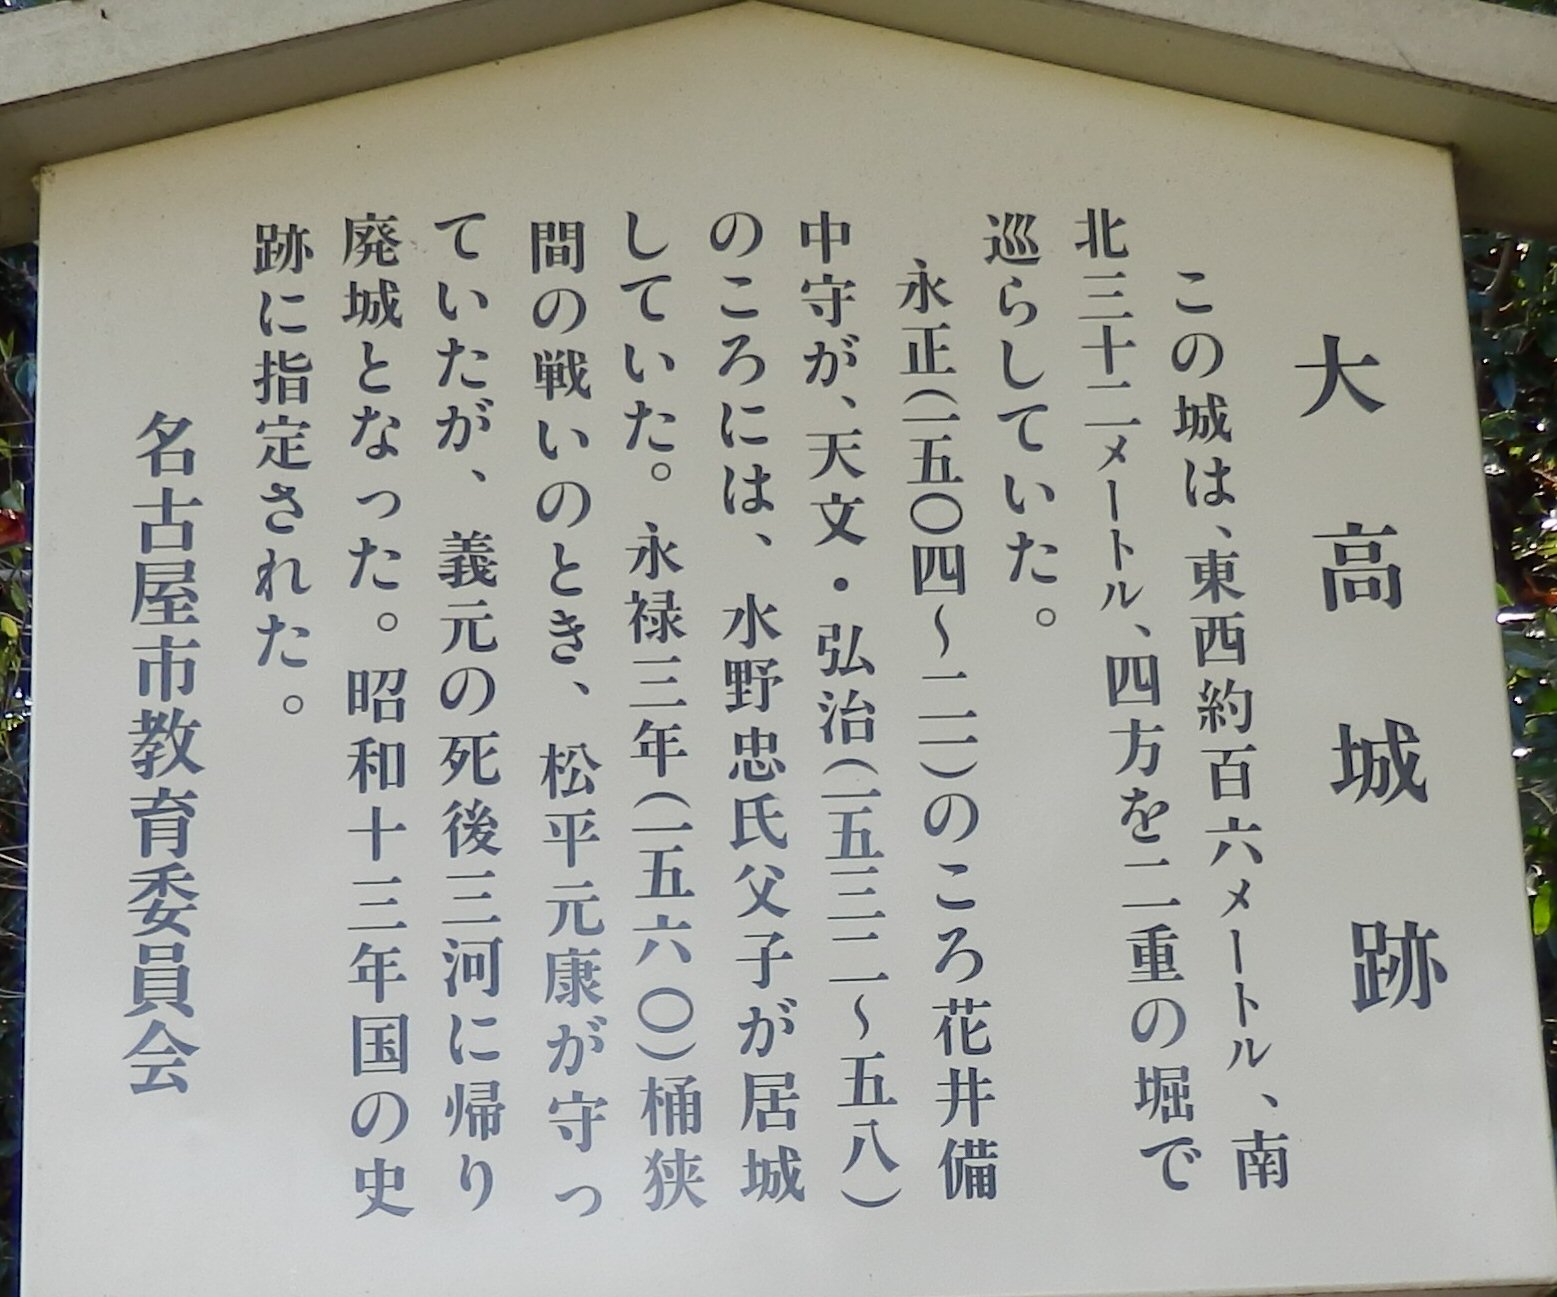 大高城跡
この城は、東西約百六メートル、南
北三十二メートル、四方を二重の堀で
巡らしていた。
永正(一五〇四～二一)のころ花井備
中守が、天文・弘治(一五三二～五八)
のころには、水野忠氏父子が居城
していた。永禄三年(一五六〇)桶狭
間の戦いのとき、松平元康が守っ
ていたが、義元の死後三河に帰り
廃城となった。昭和十三年国の史
跡に指定された。
名古屋市教育委員会